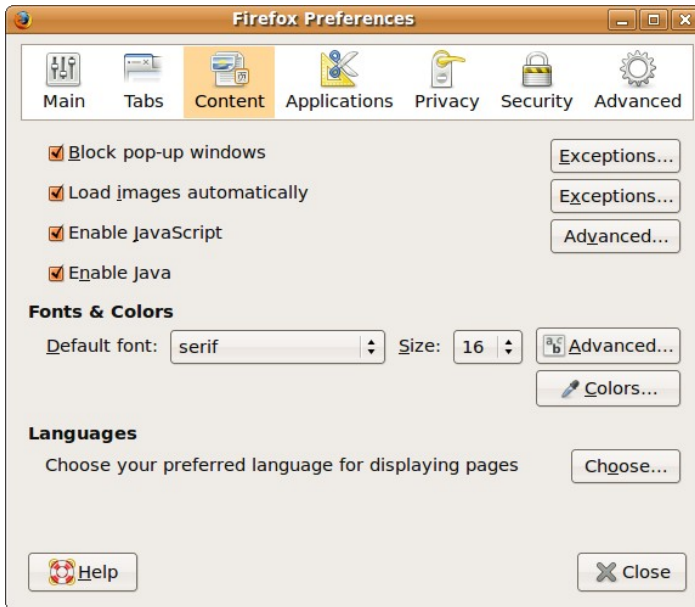 Firefox Preferences
Main Tabs Content Applications Privacy Security Advanced
Block pop-up windows Exceptions...
Load images automatically Exceptions...
Enable JavaScript Advanced...
Enable Java
Fonts & Colors
Default font: serif Size: 16 Advanced...
Colors...
Languages
Choose your preferred language for displaying pages Choose...
Help Close